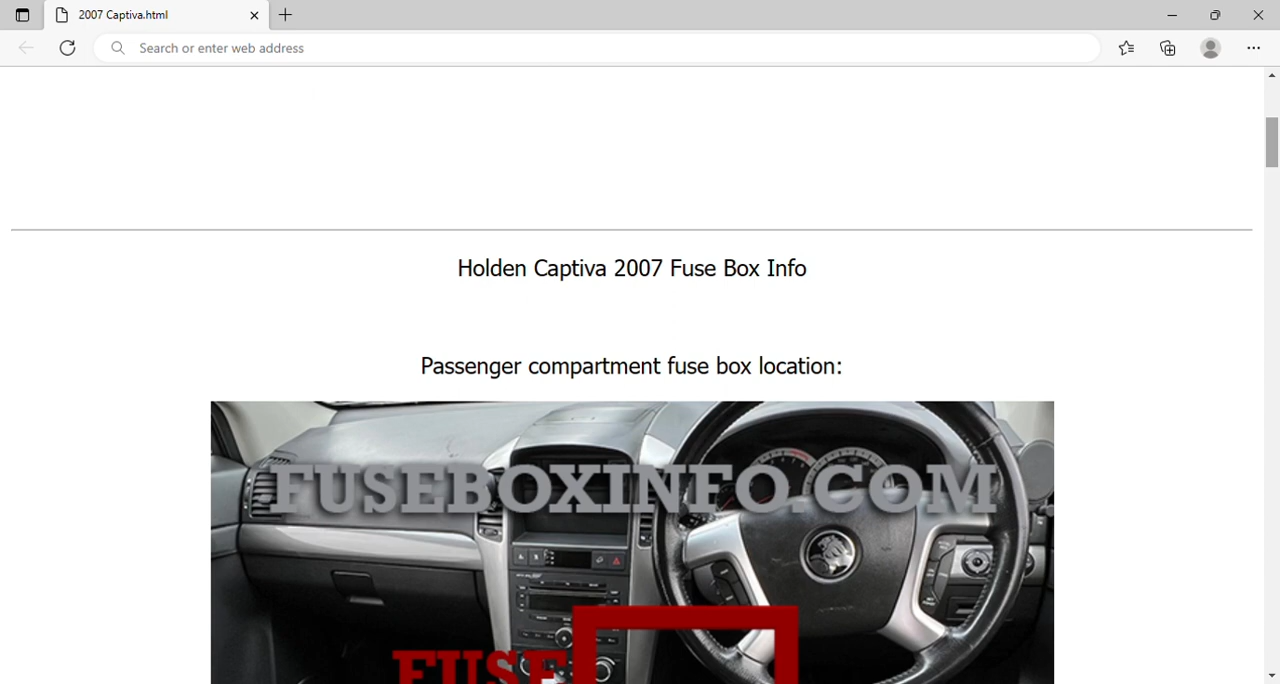 2007 Captiva.html
Search or enter web address
Holden Captiva 2007 Fuse Box Info
Passenger compartment fuse box location:
FUSEBOXINFO.COM
FUSE